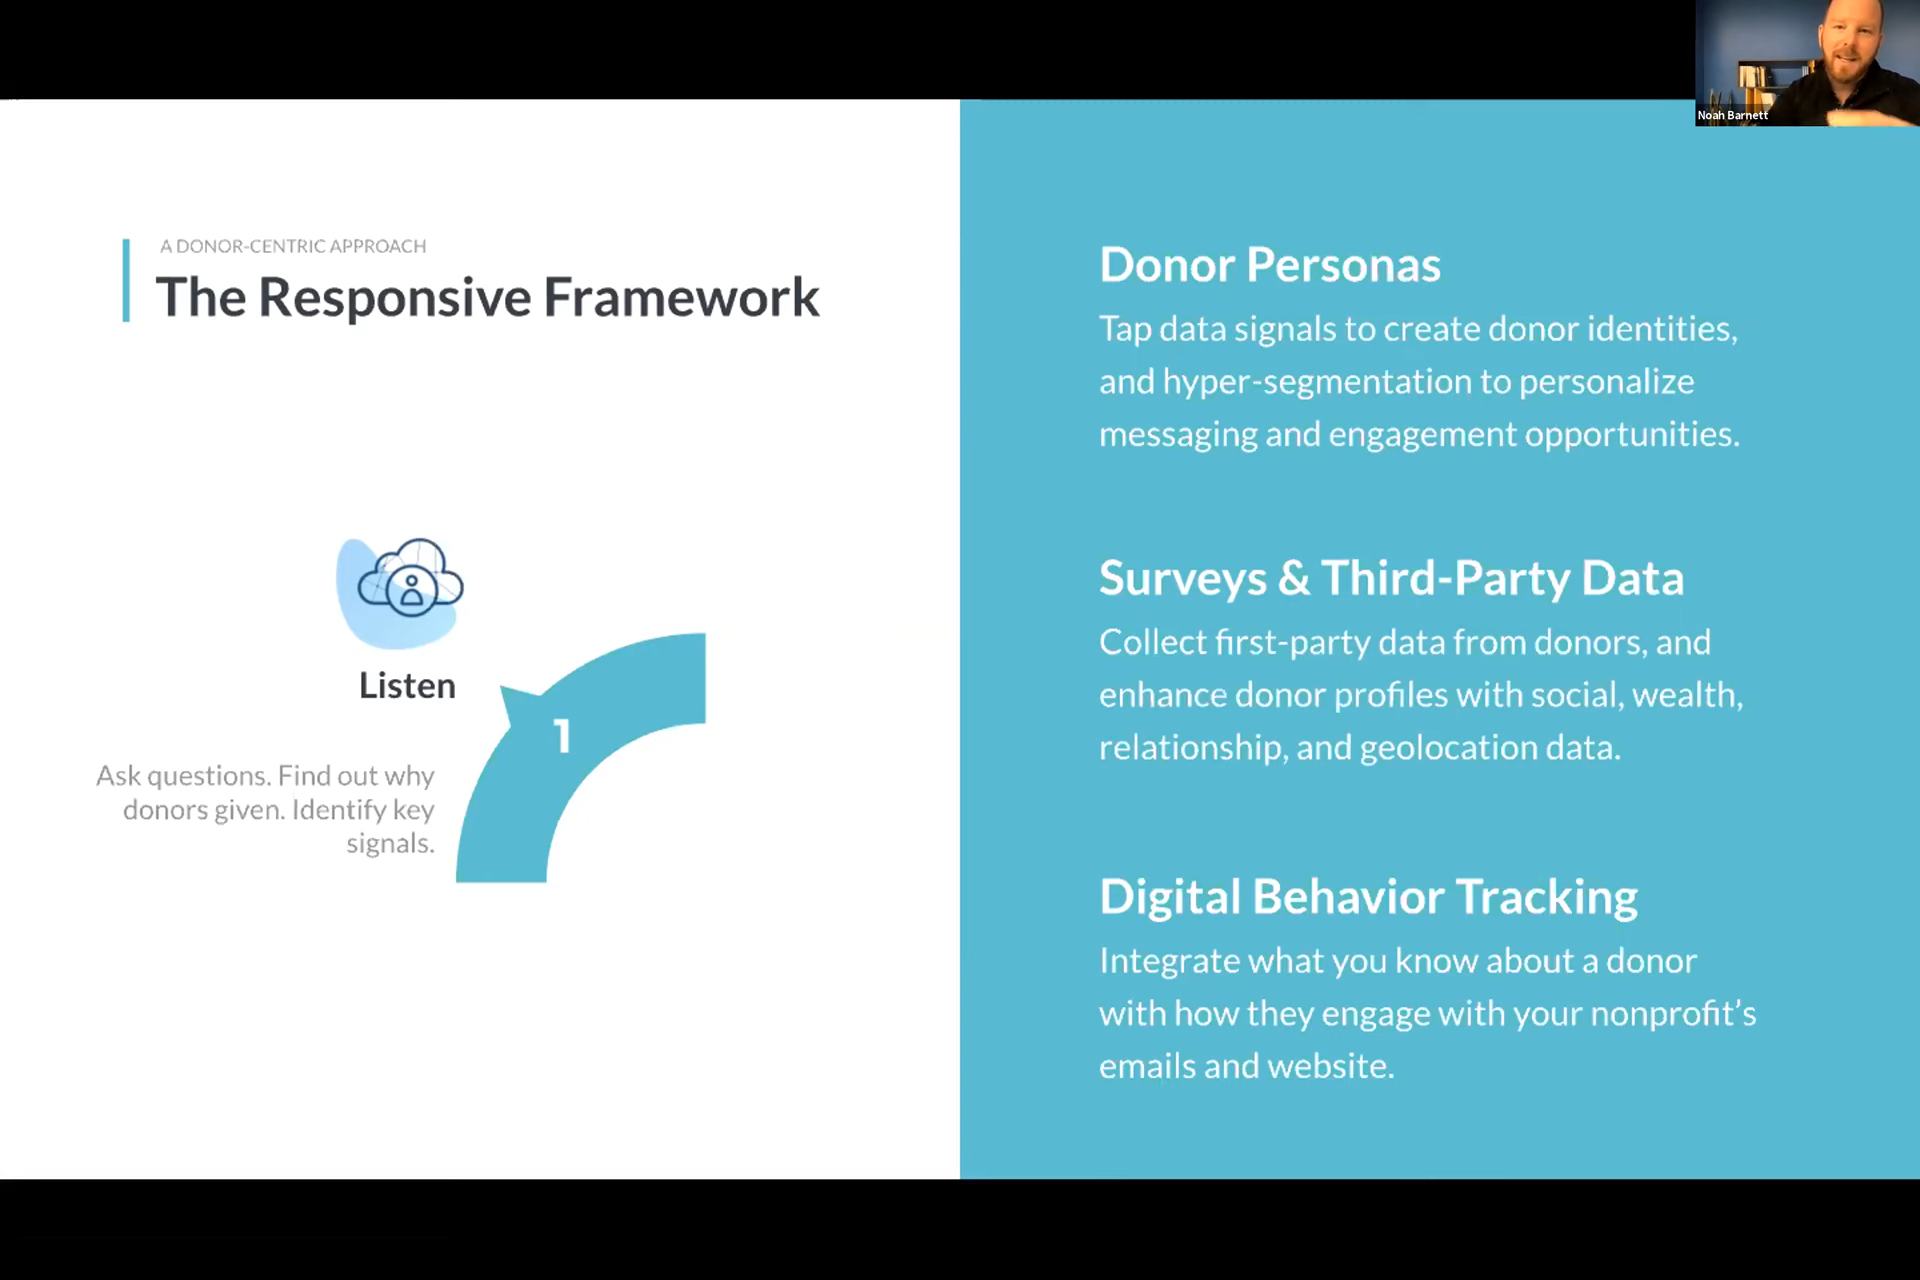 Noah Barnett
A DONOR-CENTRIC APPROACH
The Responsive Framework
Listen
1
Ask questions. Find out why
donors given. Identify key
signals.
Donor Personas
Tap data signals to create donor identities,
and hyper-segmentation to personalize
messaging and engagement opportunities.
Surveys & Third-Party Data
Collect first-party data from donors, and
enhance donor profiles with social, wealth,
relationship, and geolocation data.
Digital Behavior Tracking
Integrate what you know about a donor
with how they engage with your nonprofit’s
emails and website.